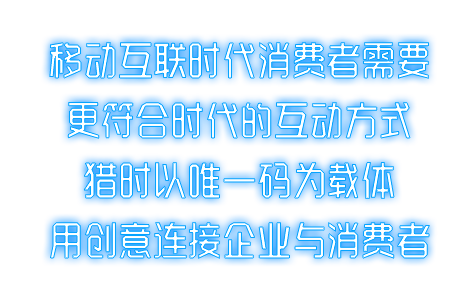 移动互联时代消费者需要
更符合时代的互动方式
猎时以唯一码为载体
用创意连接企业与消费者